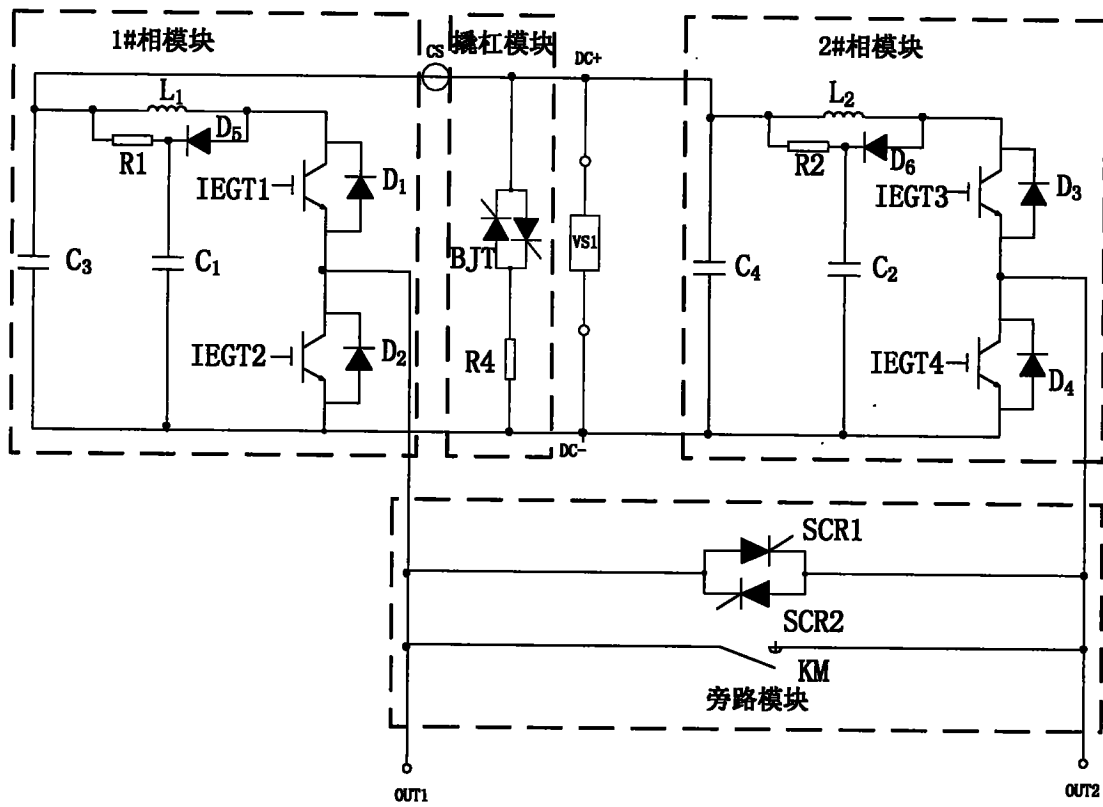 1#相模块
CS
撬杠模块
DC+
2#相模块
L1
D5
R1
IEGT1
D1
C3
C1
IEGT2
D2
BJT
R4
VS1
DC-
L2
R2
D6
IEGT3
D3
C4
C2
IEGT4
D4
SCR1
SCR2
KM
旁路模块
OUT1
OUT2